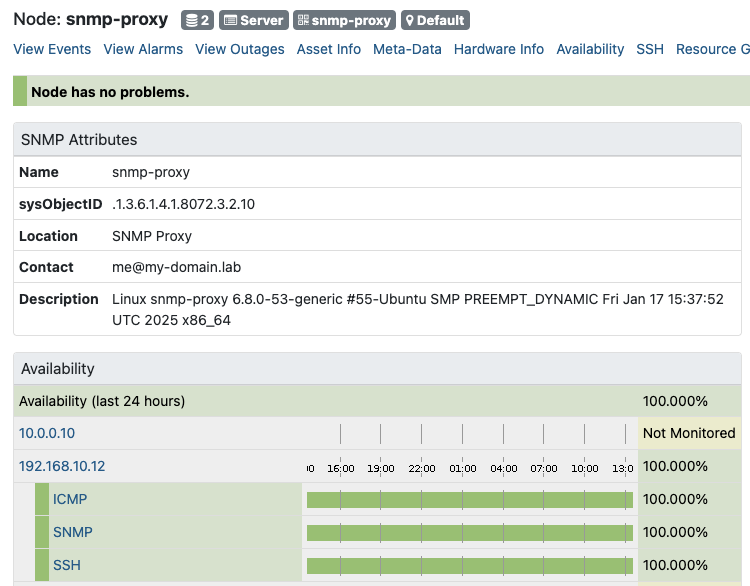 Node: snmp-proxy 2 Server snmp-proxy Default
View Events View Alarms View Outages Asset Info Meta-Data Hardware Info Availability SSH Resource G
Node has no problems.
SNMP Attributes
Name snmp-proxy
sysObjectID .1.3.6.1.4.1.8072.3.2.10
Location SNMP Proxy
Contact me@my-domain.lab
Description Linux snmp-proxy 6.8.0-53-generic #55-Ubuntu SMP PREEMPT_DYNAMIC Fri Jan 17 15:37:52
UTC 2025 x86_64
Availability
Availability (last 24 hours) 100.000%
10.0.0.10 Not Monitored
192.168.10.12 00 16:00 19:00 22:00 01:00 04:00 07:00 10:00 13:0 100.000%
ICMP 100.000%
SNMP 100.000%
SSH 100.000%